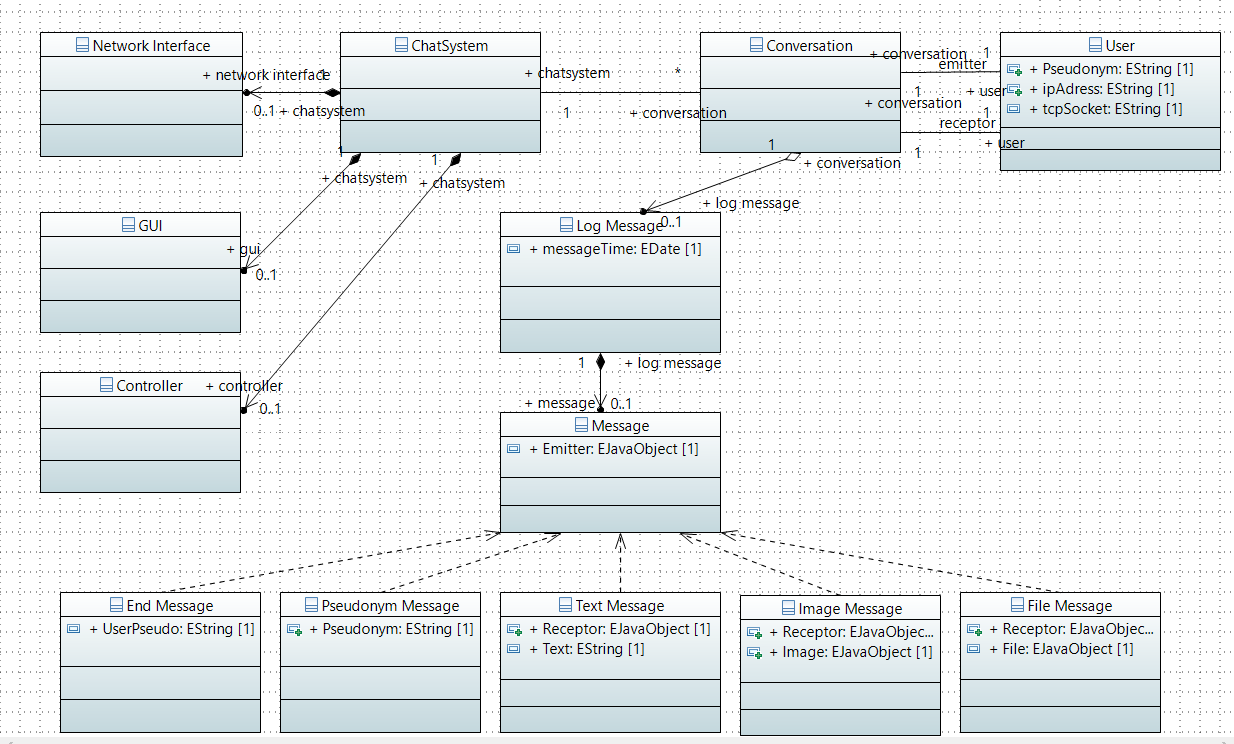 Network Interface
ChatSystem
Conversation
User
+ conversation 1
emitter
+ network interface 1
+ chatsystem
*
+ Pseudonym: EString [1]
1
+ user
+ ipAdress: EString [1]
+ conversation
0..1
+ chatsystem
1
+ conversation
1
+ tcpSocket: EString [1]
receptor
1
+ user
1
+ conversation
1
+ chatsystem
1
+ chatsystem
+ log message
0..1
GUI
+ gui
0..1
Log Message
+ messageTime: EDate [1]
1
+ log message
Controller
+ controller
0..1
+ message
0..1
Message
+ Emitter: EJavaObject [1]
End Message
+ UserPseudo: EString [1]
Pseudonym Message
+ Pseudonym: EString [1]
Text Message
+ Receptor: EJavaObject [1]
+ Text: EString [1]
Image Message
+ Receptor: EJavaObjec...
+ Image: EJavaObject [1]
File Message
+ Receptor: EJavaObjec...
+ File: EJavaObject [1]